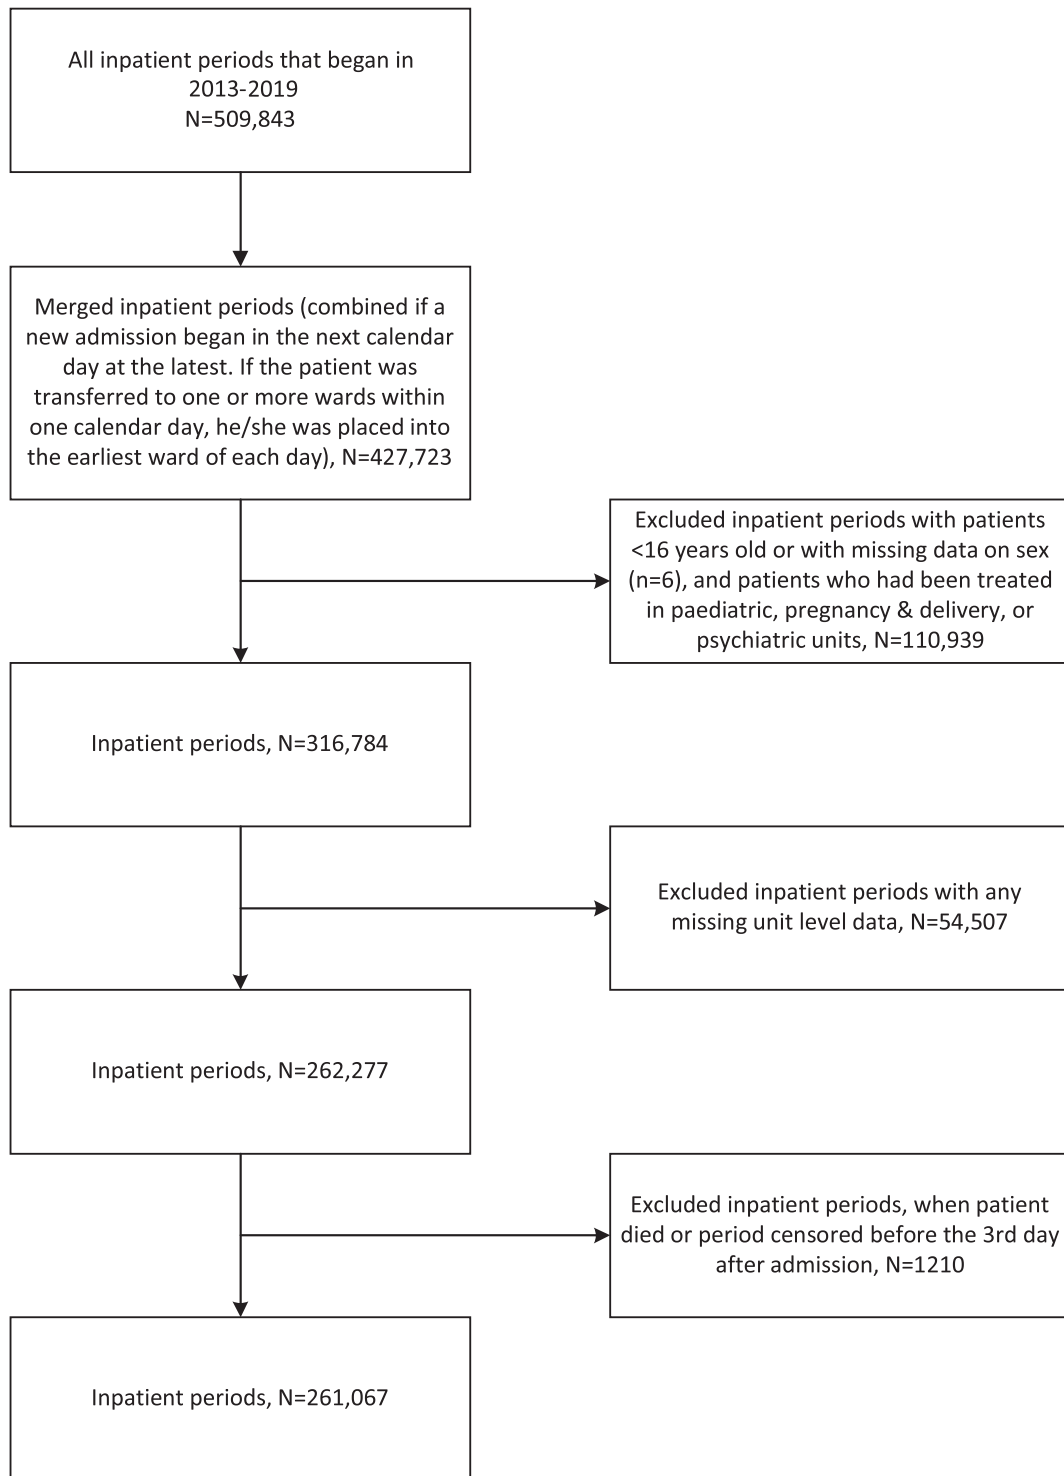 All inpatient periods that began in
2013-2019
N=509,843
Merged inpatient periods (combined if a
new admission began in the next calendar
day at the latest. If the patient was
transferred to one or more wards within
one calendar day, he/she was placed into
the earliest ward of each day), N=427,723
Excluded inpatient periods with patients
<16 years old or with missing data on sex
(n=6), and patients who had been treated
in paediatric, pregnancy & delivery, or
psychiatric units, N=110,939
Inpatient periods, N=316,784
Excluded inpatient periods with any
missing unit level data, N=54,507
Inpatient periods, N=262,277
Excluded inpatient periods, when patient
died or period censored before the 3rd day
after admission, N=1210
Inpatient periods, N=261,067